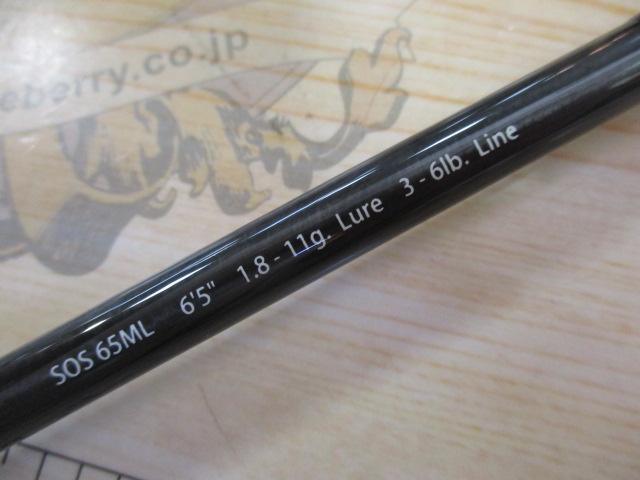 eberry.co.jp
SOS 65ML 6'5" 1.8 - 11g. Lure 3 - 6lb. Line